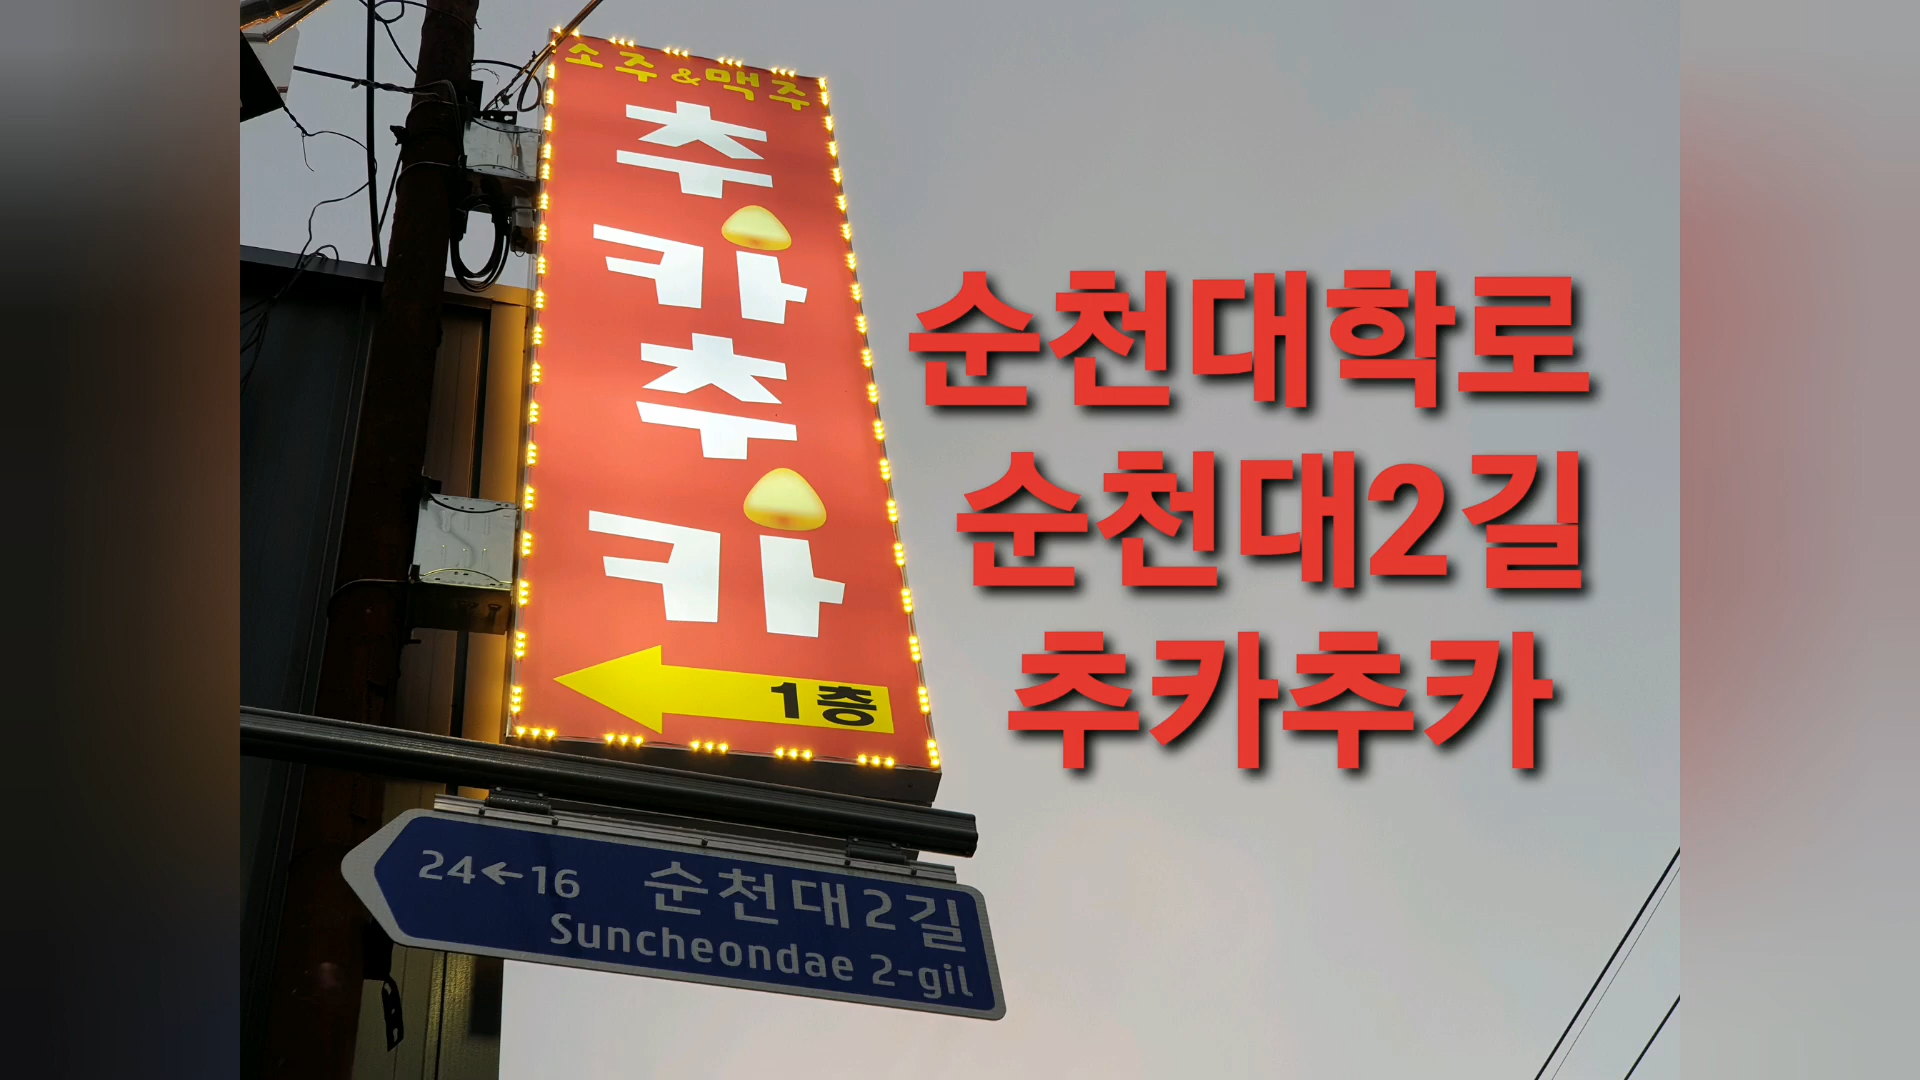 소주&맥주
추
카
추
카
1층
24←16 순천대2길
Suncheondae 2-gil
순천대학로
순천대2길
추카추카